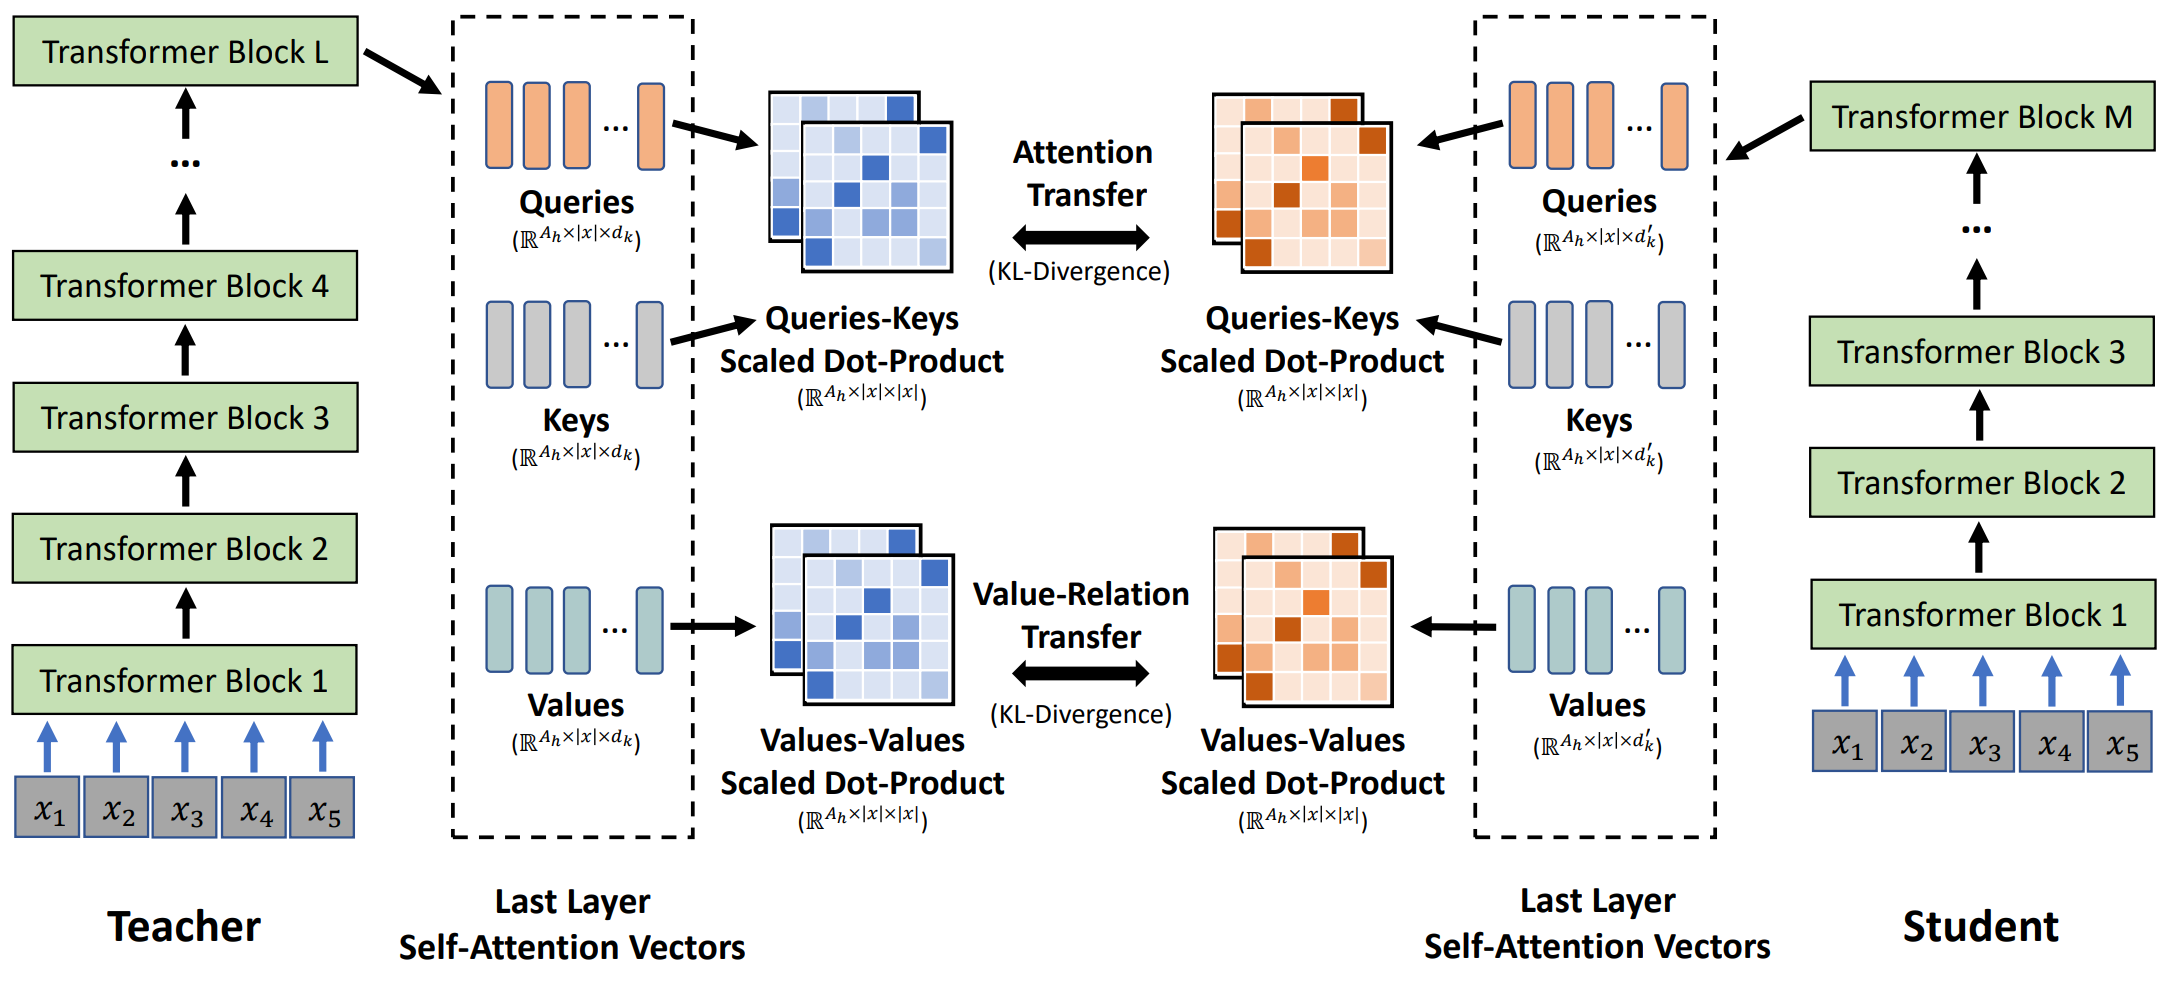 Transformer Block L
...
Transformer Block 4
Transformer Block 3
Transformer Block 2
Transformer Block 1
x₁ x₂ x₃ x₄ x₅
Teacher
...
Queries
(ℝ^{A_h×|x|×d_k})
...
Keys
(ℝ^{A_h×|x|×d_k})
...
Values
(ℝ^{A_h×|x|×d_k})
Last Layer
Self-Attention Vectors
Queries-Keys
Scaled Dot-Product
(ℝ^{A_h×|x|×|x|})
Values-Values
Scaled Dot-Product
(ℝ^{A_h×|x|×|x|})
Attention
Transfer
(KL-Divergence)
Value-Relation
Transfer
(KL-Divergence)
Queries-Keys
Scaled Dot-Product
(ℝ^{A_h×|x|×|x|})
Values-Values
Scaled Dot-Product
(ℝ^{A_h×|x|×|x|})
...
Queries
(ℝ^{A_h×|x|×d'_k})
...
Keys
(ℝ^{A_h×|x|×d'_k})
...
Values
(ℝ^{A_h×|x|×d'_k})
Last Layer
Self-Attention Vectors
Transformer Block M
...
Transformer Block 3
Transformer Block 2
Transformer Block 1
x₁ x₂ x₃ x₄ x₅
Student